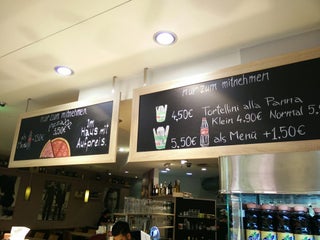 nur zum mitnehmen
Pizza
Im
Haus mit
Aufpreis.
nur zum mitnehmen
4,50€ Tortellini alla Panna
Klein 4,90€ Normal
5,50€ als Menü +1,50€